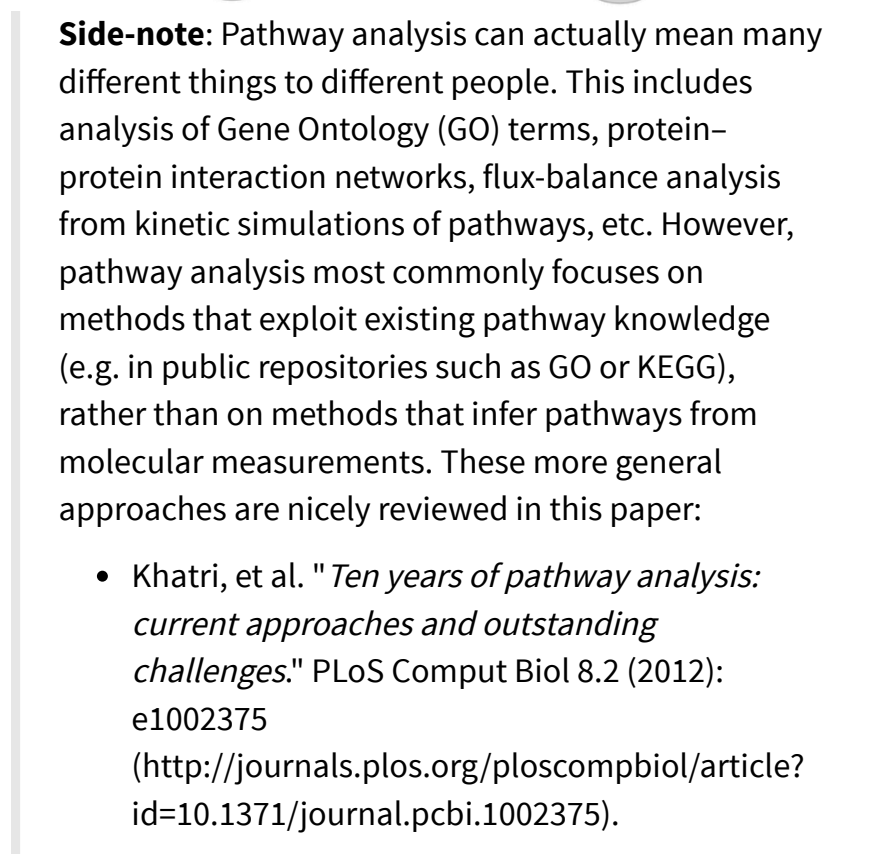 Side-note: Pathway analysis can actually mean many
different things to different people. This includes
analysis of Gene Ontology (GO) terms, protein–
protein interaction networks, flux-balance analysis
from kinetic simulations of pathways, etc. However,
pathway analysis most commonly focuses on
methods that exploit existing pathway knowledge
(e.g. in public repositories such as GO or KEGG),
rather than on methods that infer pathways from
molecular measurements. These more general
approaches are nicely reviewed in this paper:
• Khatri, et al. "Ten years of pathway analysis:
current approaches and outstanding
challenges." PLoS Comput Biol 8.2 (2012):
e1002375
(http://journals.plos.org/ploscompbiol/article?
id=10.1371/journal.pcbi.1002375).